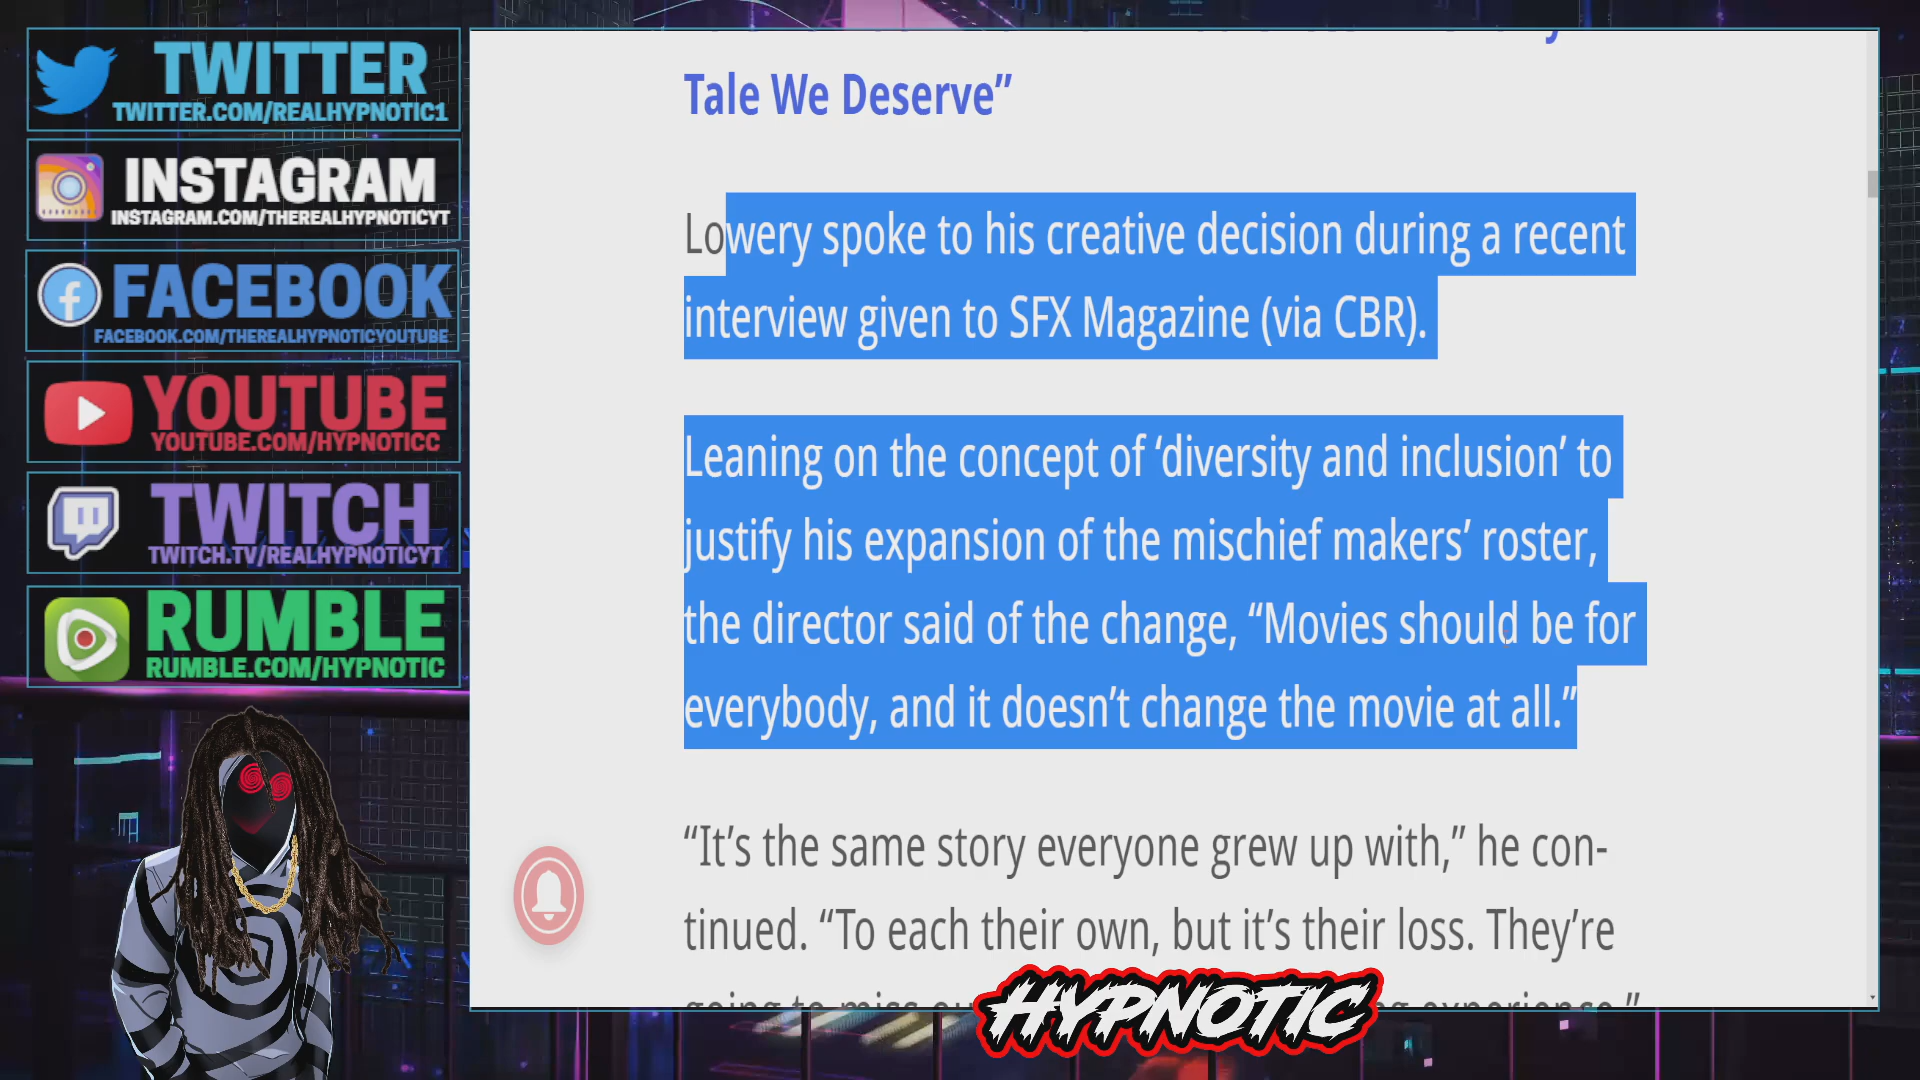 TWITTER
TWITTER.COM/REALHYPNOTIC1
INSTAGRAM
INSTAGRAM.COM/THEREALHYPNOTICYT
FACEBOOK
FACEBOOK.COM/THEREALHYPNOTICYOUTUBE
YOUTUBE
YOUTUBE.COM/HYPNOTICC
TWITCH
TWITCH.TV/REALHYPNOTICYT
RUMBLE
RUMBLE.COM/HYPNOTIC
Tale We Deserve”
Lowery spoke to his creative decision during a recent
interview given to SFX Magazine (via CBR).
Leaning on the concept of ‘diversity and inclusion’ to
justify his expansion of the mischief makers’ roster,
the director said of the change, “Movies should be for
everybody, and it doesn’t change the movie at all.”
“It’s the same story everyone grew up with,” he con-
tinued. “To each their own, but it’s their loss. They’re
going to miss experience.”
HYPNOTIC